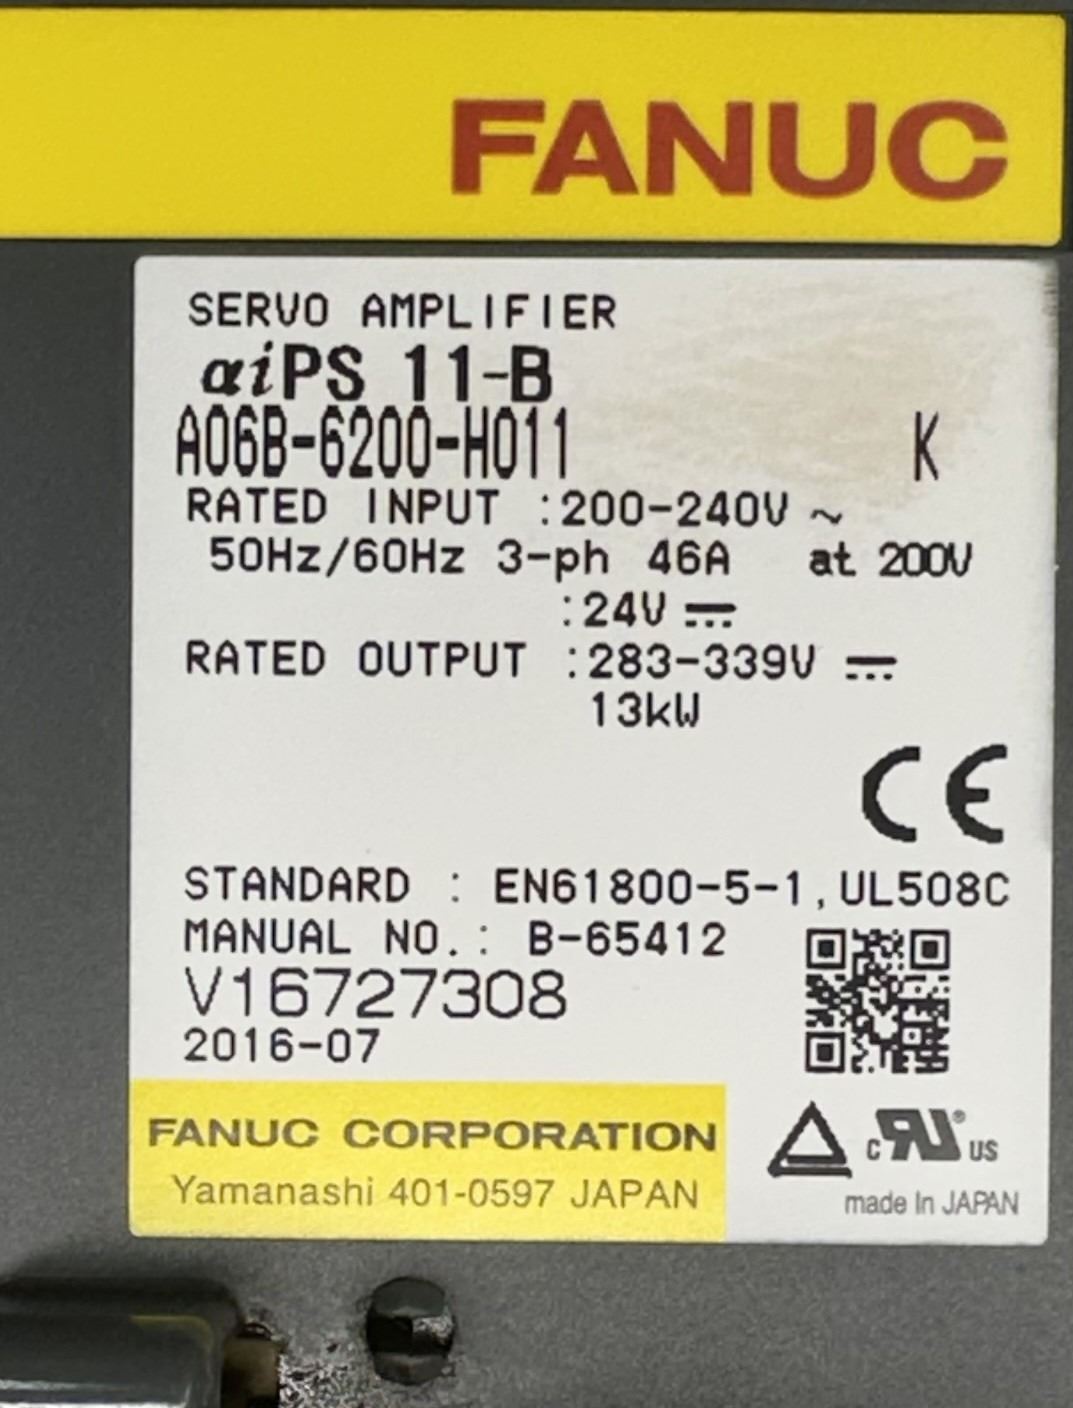 FANUC
SERVO AMPLIFIER
αiPS 11-B
A06B-6200-H011 K
RATED INPUT :200-240V ~
50Hz/60Hz 3-ph 46A at 200V
:24V ⎓
RATED OUTPUT :283-339V ⎓
13kW
CE
STANDARD : EN61800-5-1,UL508C
MANUAL NO.: B-65412
V16727308
2016-07
FANUC CORPORATION
Yamanashi 401-0597 JAPAN
c RU® US
made In JAPAN